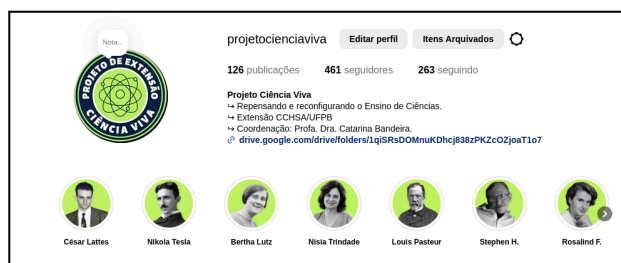 Nota...
PROJETO DE EXTENSÃO
CIÊNCIA VIVA
projetocienciaviva Editar perfil Itens Arquivados
126 publicações 461 seguidores 263 seguindo
Projeto Ciência Viva
↪ Repensando e reconfigurando o Ensino de Ciências.
↪ Extensão CCHSA/UFPB
↪ Coordenação: Profa. Dra. Catarina Bandeira.
drive.google.com/drive/folders/1qiSRsDOMnuKDhcj838zPKZcOZjoaT1o7
César Lattes Nikola Tesla Bertha Lutz Nísia Trindade Louis Pasteur Stephen H. Rosalind F.